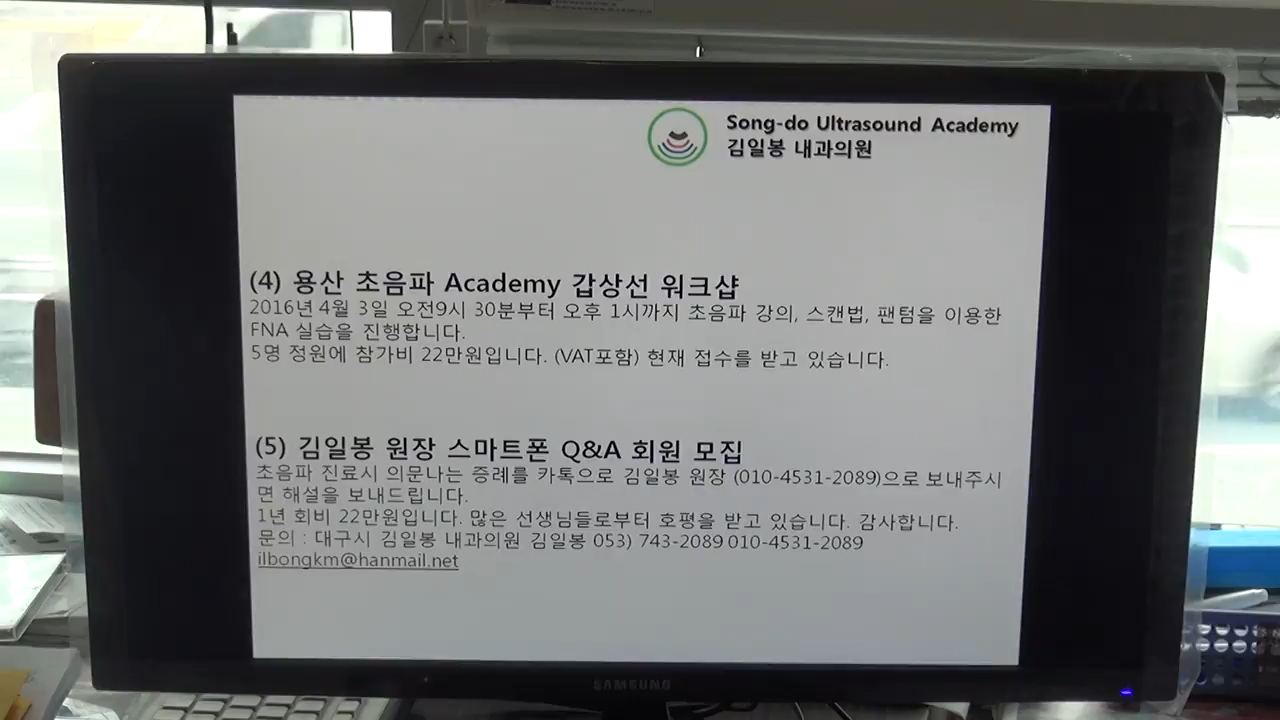 Song-do Ultrasound Academy
김일봉 내과의원
(4) 용산 초음파 Academy 갑상선 워크샵
2016년 4월 3일 오전9시 30분부터 오후 1시까지 초음파 강의, 스캔법, 팬텀을 이용한
FNA 실습을 진행합니다.
5명 정원에 참가비 22만원입니다. (VAT포함) 현재 접수를 받고 있습니다.
(5) 김일봉 원장 스마트폰 Q&A 회원 모집
초음파 진료시 의문나는 증례를 카톡으로 김일봉 원장 (010-4531-2089)으로 보내주시
면 해설을 보내드립니다.
1년 회비 22만원입니다. 많은 선생님들로부터 호평을 받고 있습니다. 감사합니다.
문의 : 대구시 김일봉 내과의원 김일봉 053) 743-2089 010-4531-2089
ilbongkm@hanmail.net
SAMSUNG